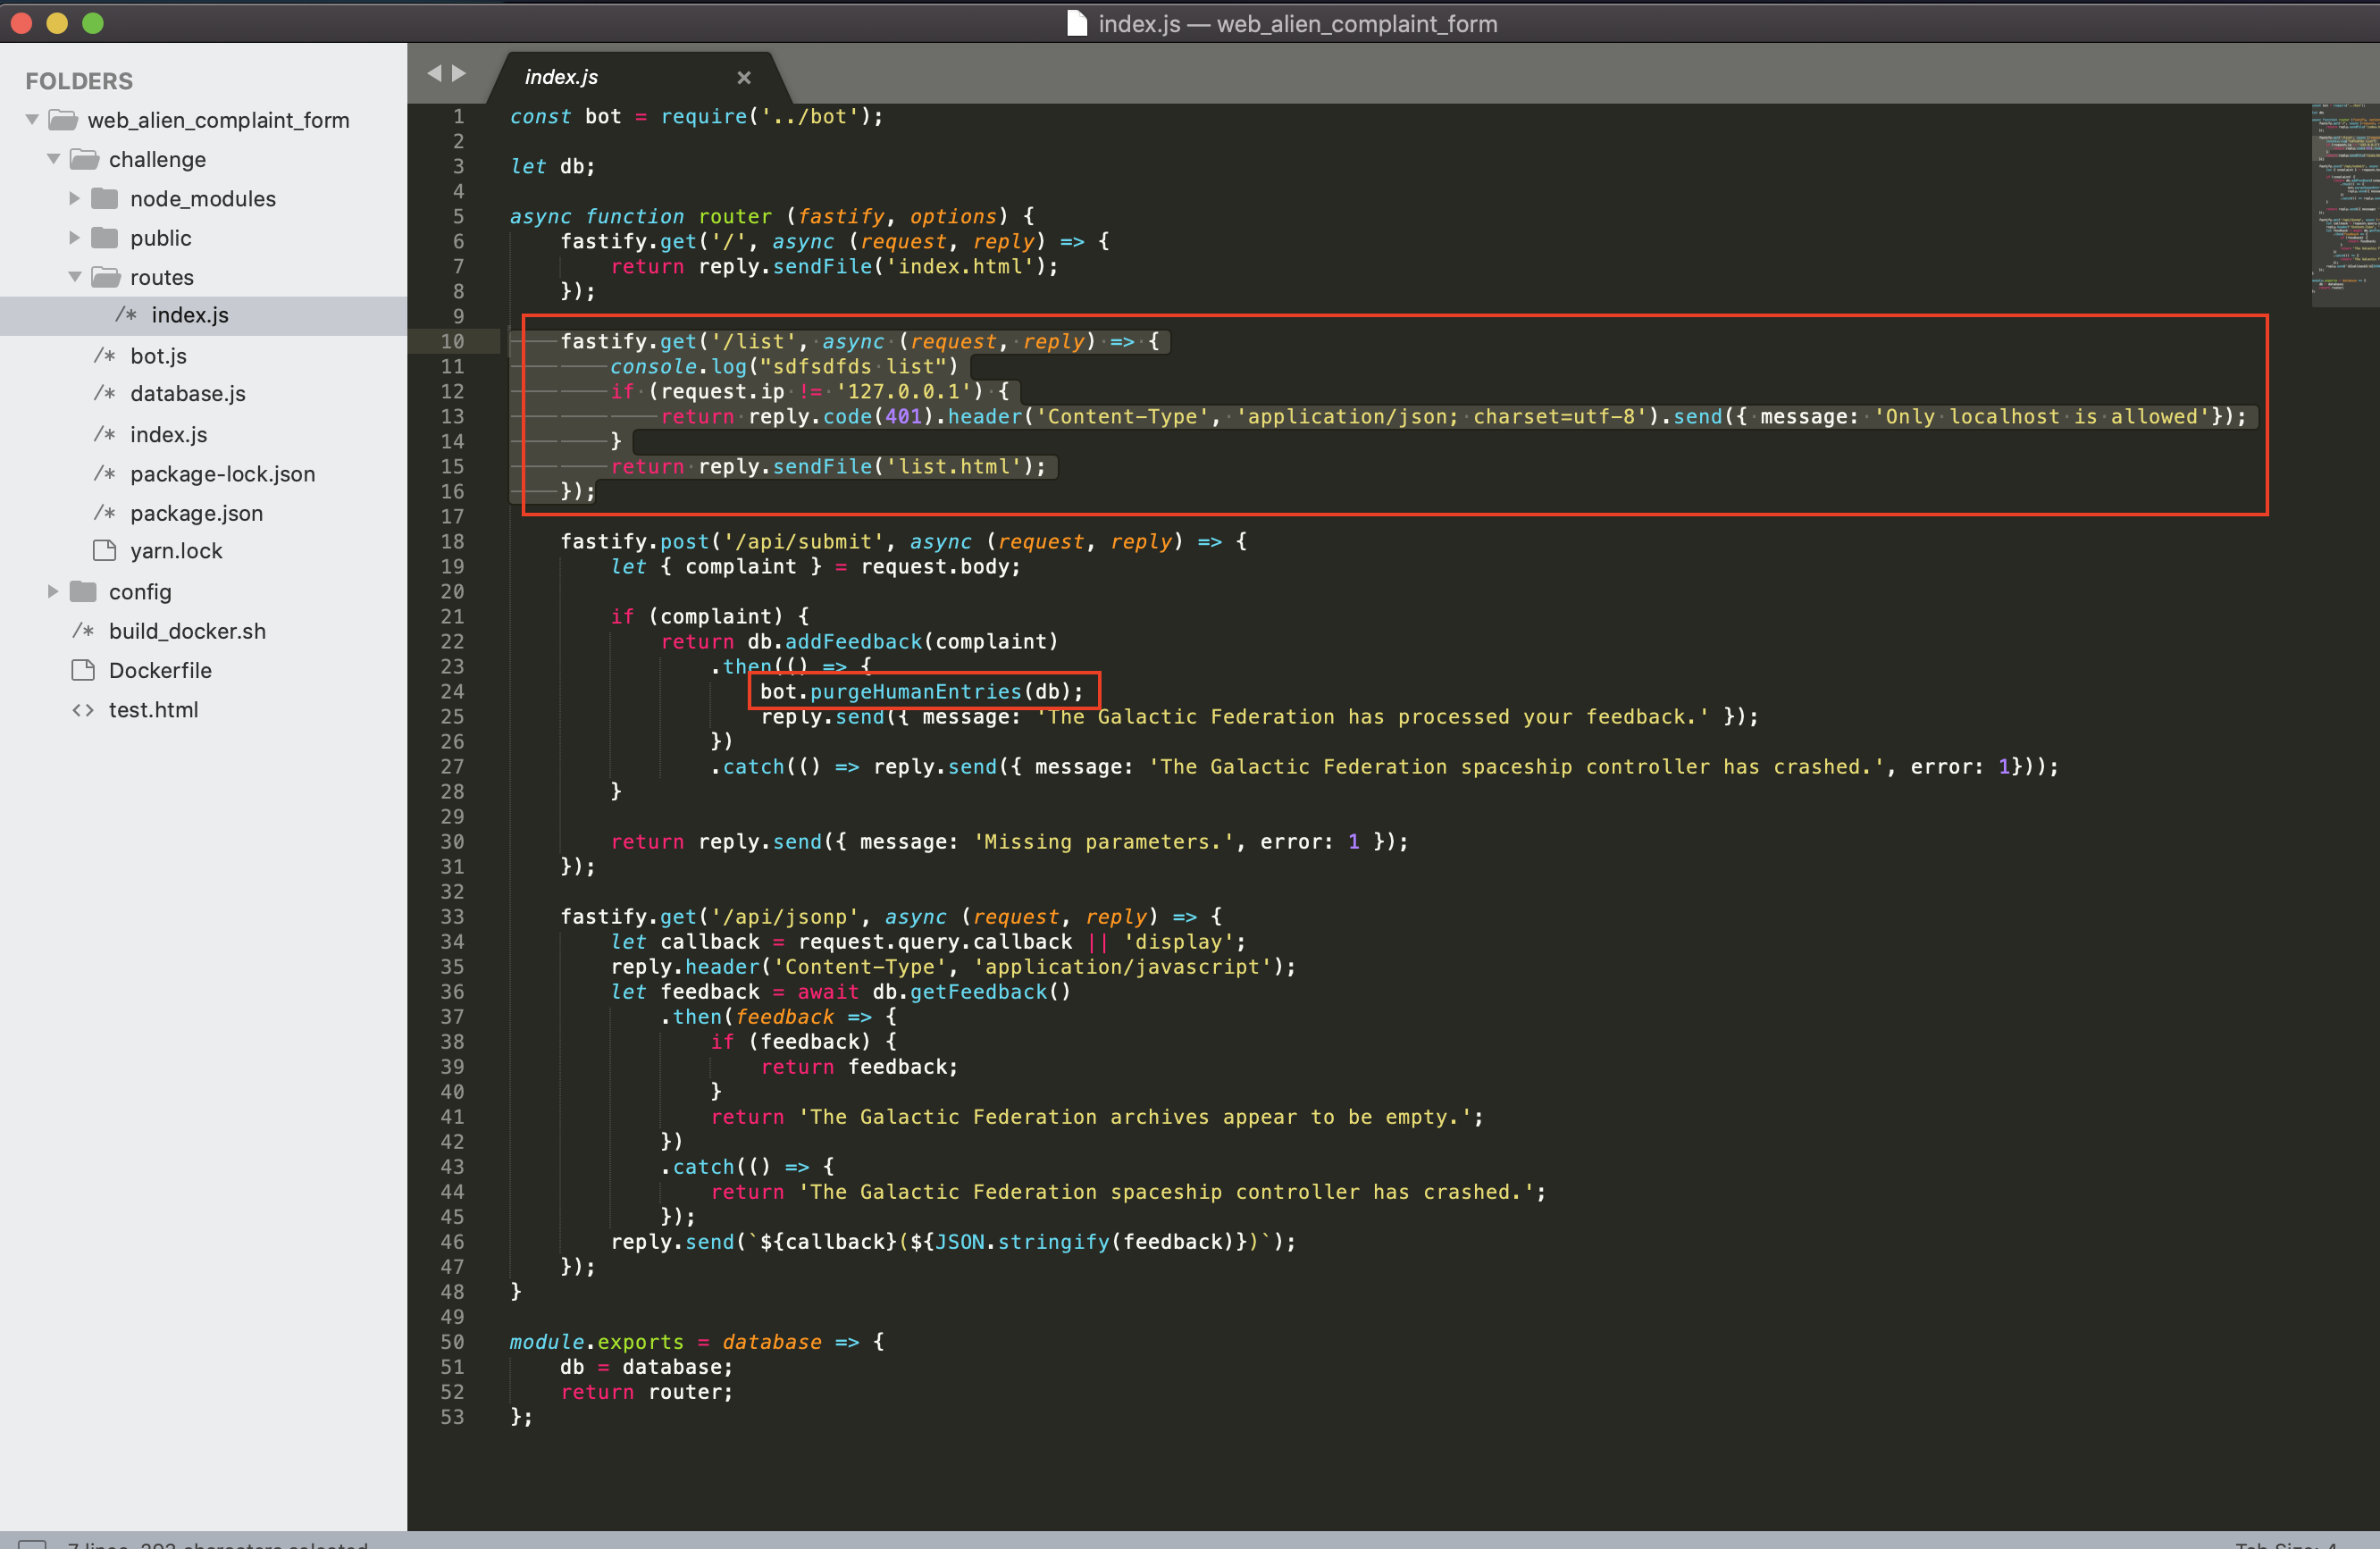 index.js — web_alien_complaint_form
FOLDERS
web_alien_complaint_form
challenge
node_modules
public
routes
/* index.js
/* bot.js
/* database.js
/* index.js
/* package-lock.json
/* package.json
yarn.lock
config
/* build_docker.sh
Dockerfile
<> test.html
index.js ×
1 const bot = require('../bot');
2
3 let db;
4
5 async function router (fastify, options) {
6 fastify.get('/', async (request, reply) => {
7 return reply.sendFile('index.html');
8 });
9
10 fastify.get('/list', async (request, reply) => {
11 console.log("sdfsdfds list")
12 if (request.ip != '127.0.0.1') {
13 return reply.code(401).header('Content-Type', 'application/json; charset=utf-8').send({ message: 'Only localhost is allowed'});
14 }
15 return reply.sendFile('list.html');
16 });
17
18 fastify.post('/api/submit', async (request, reply) => {
19 let { complaint } = request.body;
20
21 if (complaint) {
22 return db.addFeedback(complaint)
23 .then(() => {
24 bot.purgeHumanEntries(db);
25 reply.send({ message: 'The Galactic Federation has processed your feedback.' });
26 })
27 .catch(() => reply.send({ message: 'The Galactic Federation spaceship controller has crashed.', error: 1}));
28 }
29
30 return reply.send({ message: 'Missing parameters.', error: 1 });
31 });
32
33 fastify.get('/api/jsonp', async (request, reply) => {
34 let callback = request.query.callback || 'display';
35 reply.header('Content-Type', 'application/javascript');
36 let feedback = await db.getFeedback()
37 .then(feedback => {
38 if (feedback) {
39 return feedback;
40 }
41 return 'The Galactic Federation archives appear to be empty.';
42 })
43 .catch(() => {
44 return 'The Galactic Federation spaceship controller has crashed.';
45 });
46 reply.send(`${callback}(${JSON.stringify(feedback)})`);
47 });
48 }
49
50 module.exports = database => {
51 db = database;
52 return router;
53 };